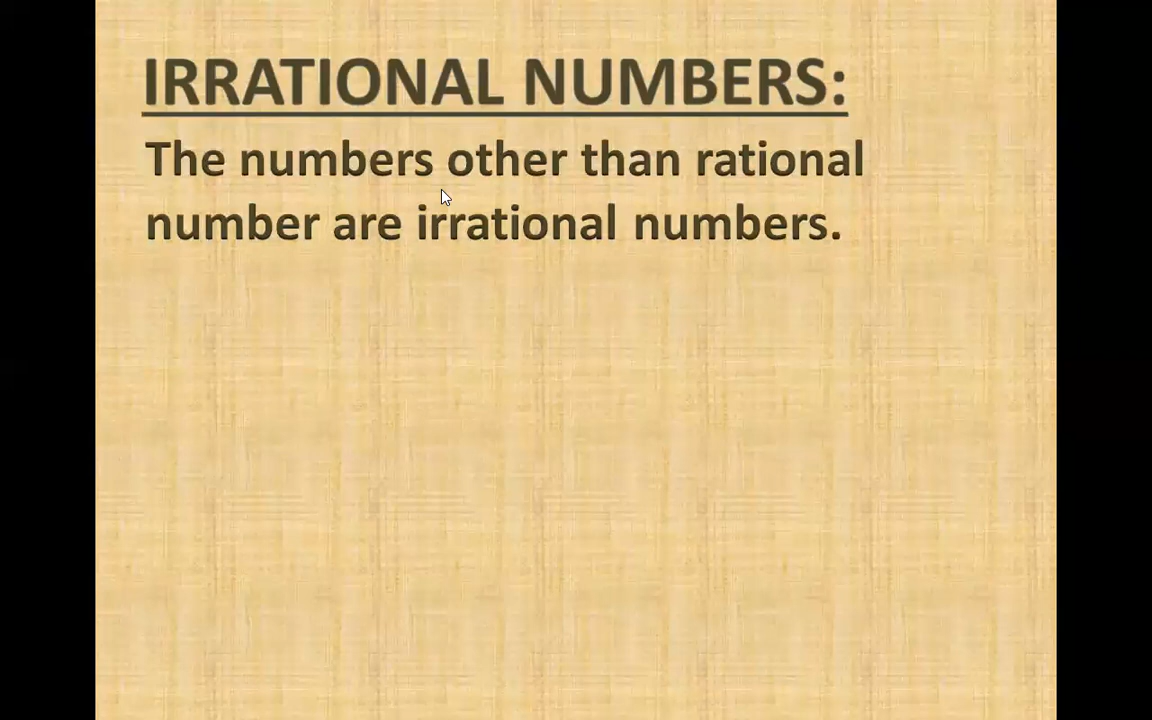 IRRATIONAL NUMBERS:
The numbers other than rational
number are irrational numbers.